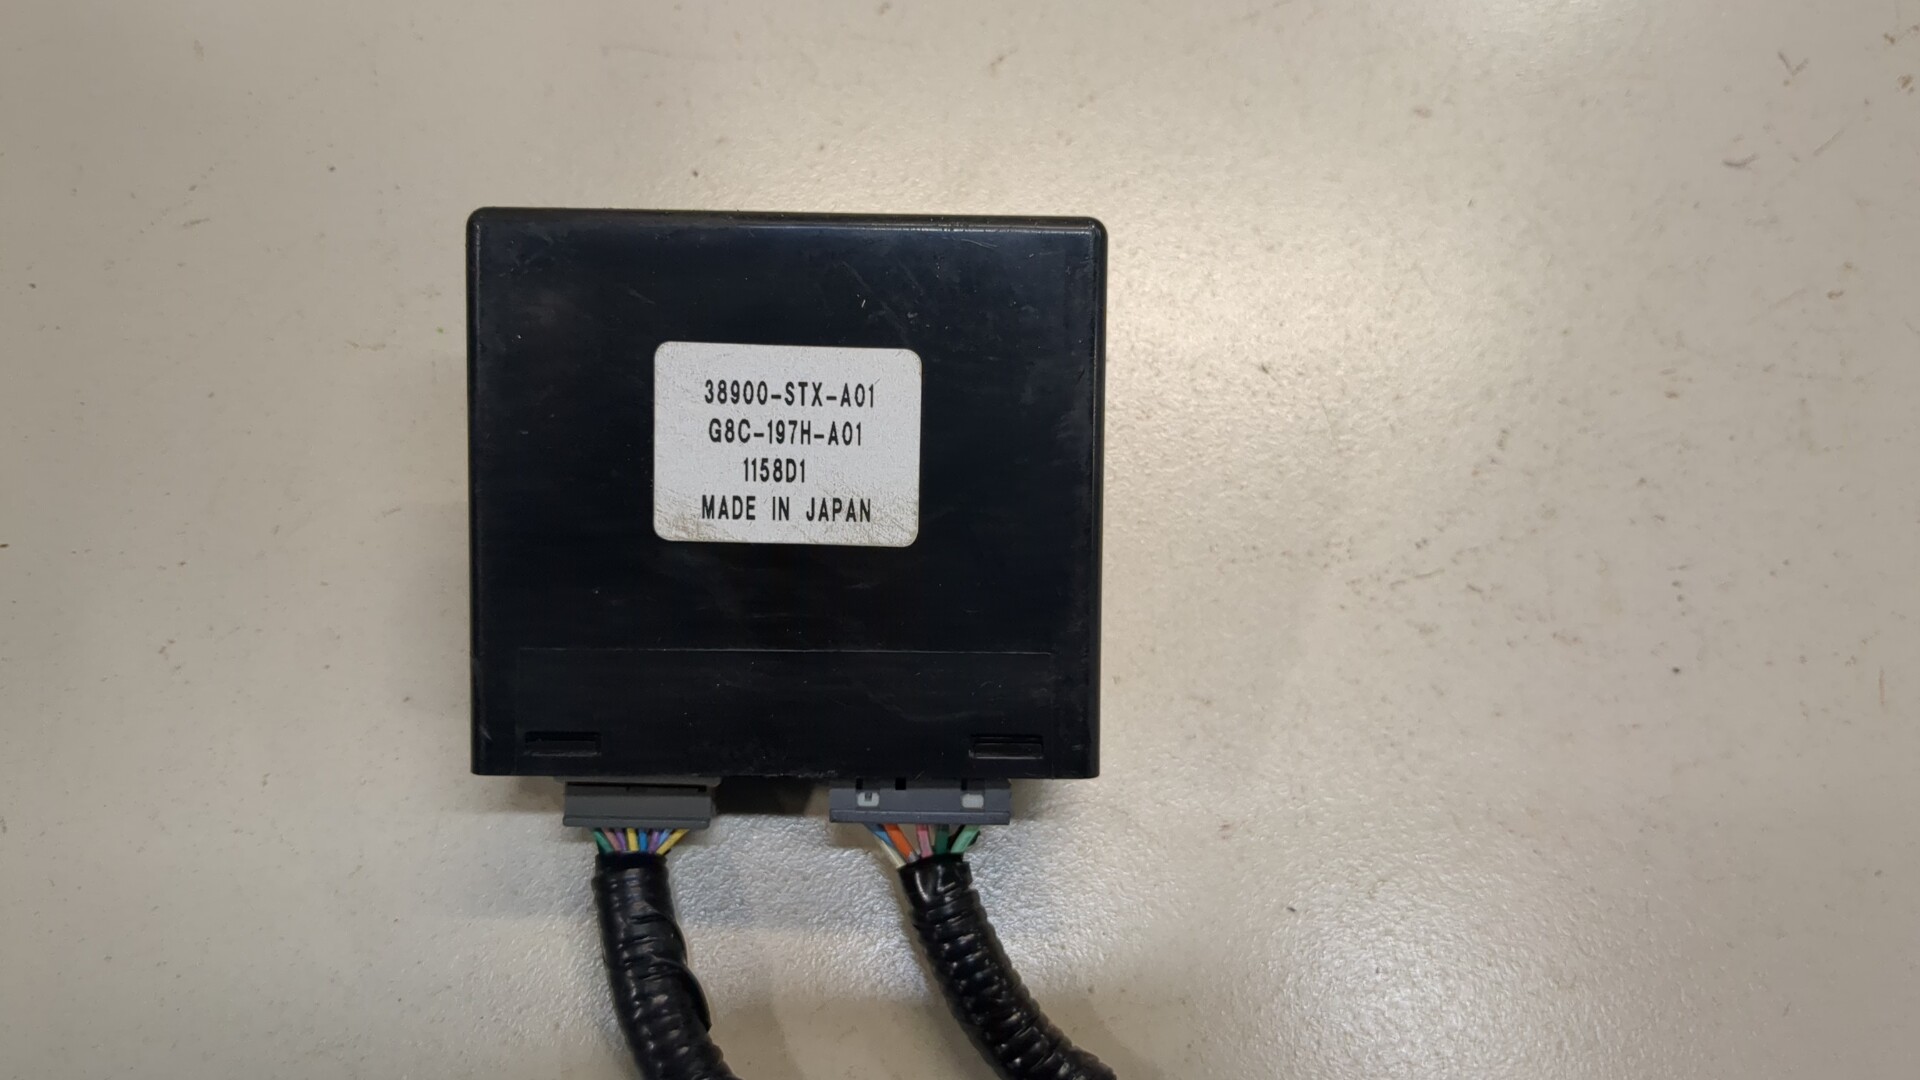 38900-STX-A01
G8C-197H-A01
1158D1
MADE IN JAPAN